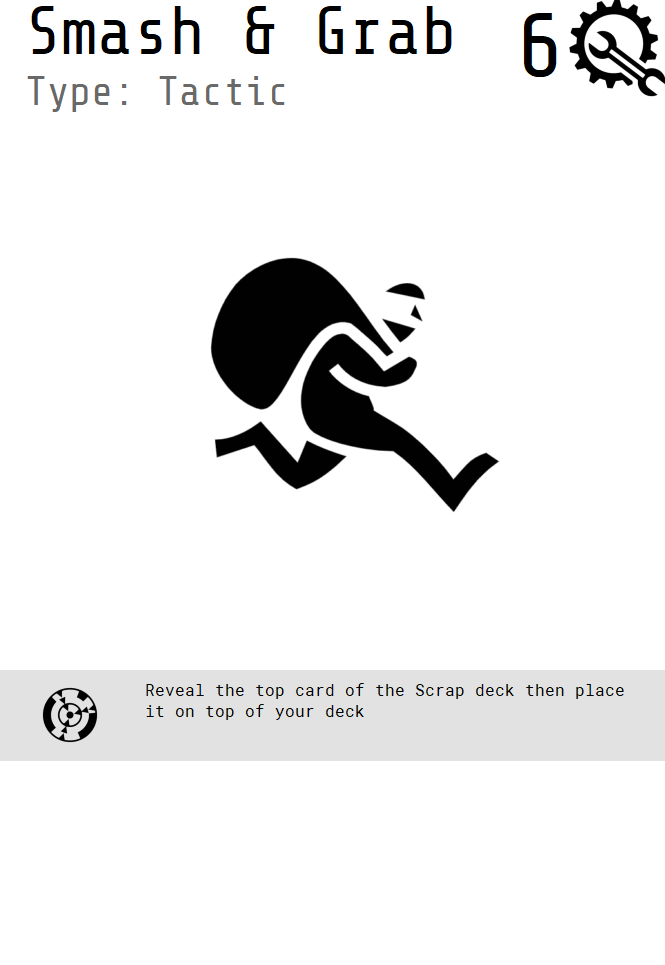 Smash & Grab 6
Type: Tactic
Reveal the top card of the Scrap deck then place
it on top of your deck